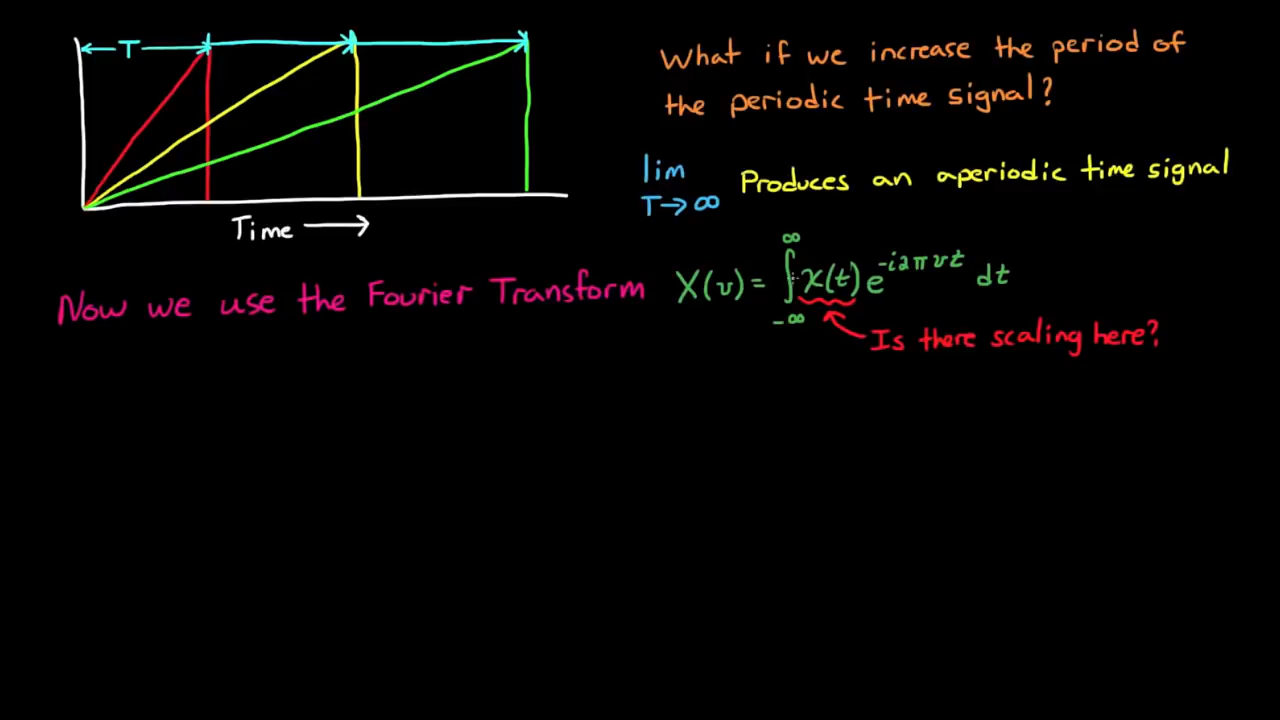 T
Time →
What if we increase the period of
the periodic time signal?
lim
T→∞
Produces an aperiodic time signal
Now we use the Fourier Transform
X(ν) = ∫_{-∞}^{∞} x(t) e^{-i2πνt} dt
Is there scaling here?